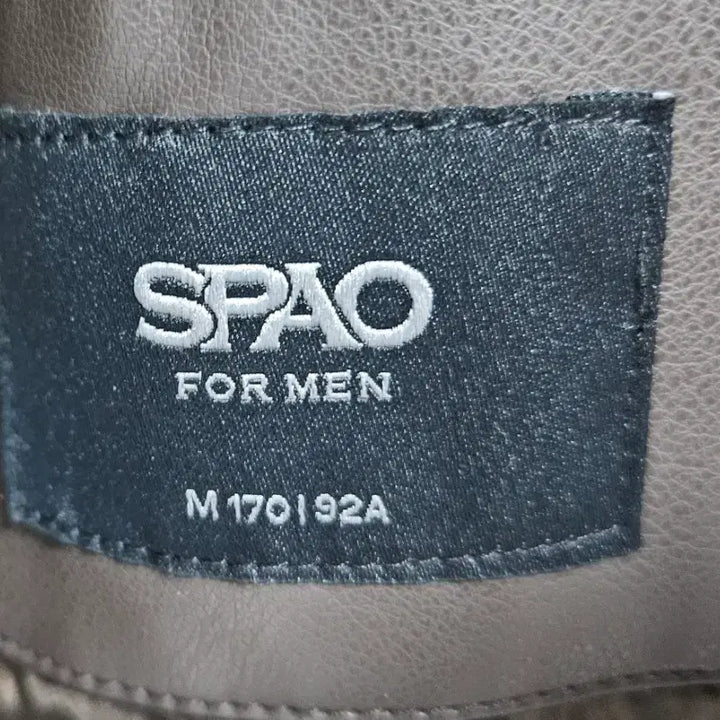 SPAO
FOR MEN
M 170 | 92A